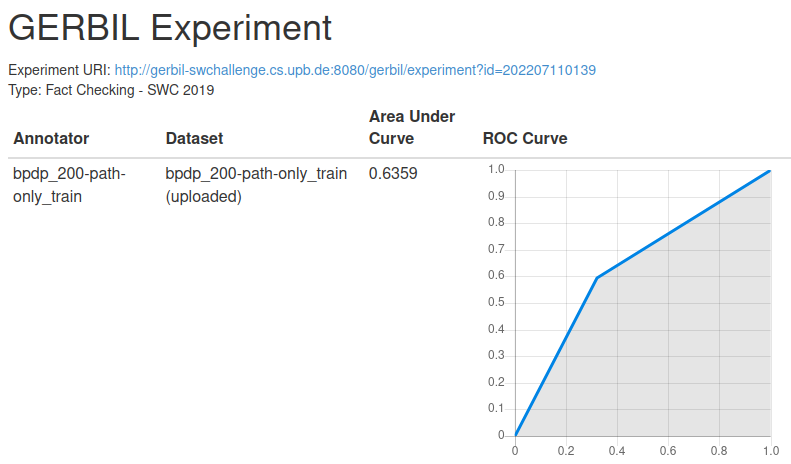 GERBIL Experiment
Experiment URI: http://gerbil-swchallenge.cs.upb.de:8080/gerbil/experiment?id=202207110139
Type: Fact Checking - SWC 2019
Annotator Dataset Area Under Curve ROC Curve
bpdp_200-path-only_train bpdp_200-path-only_train (uploaded) 0.6359
1.0
0.9
0.8
0.7
0.6
0.5
0.4
0.3
0.2
0.1
0
0 0.2 0.4 0.6 0.8 1.0